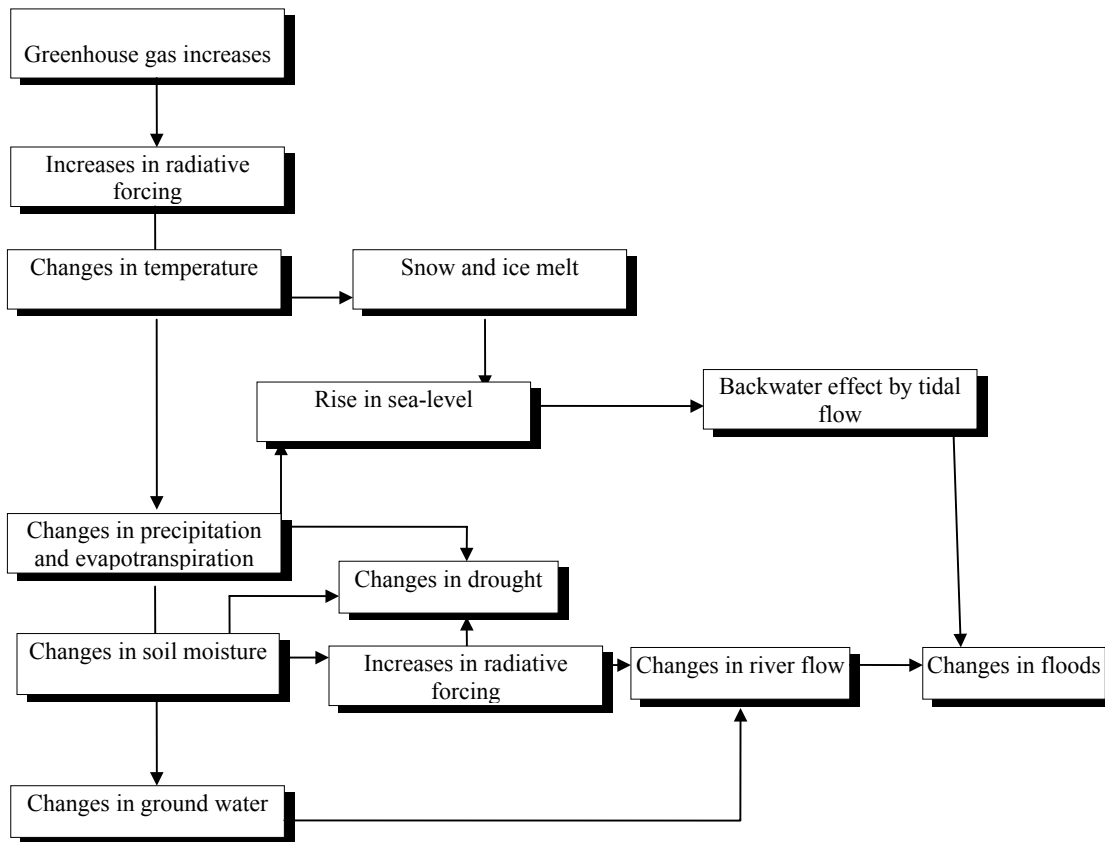 Greenhouse gas increases
Increases in radiative
forcing
Changes in temperature
Snow and ice melt
Rise in sea-level
Backwater effect by tidal
flow
Changes in precipitation
and evapotranspiration
Changes in drought
Changes in soil moisture
Increases in radiative
forcing
Changes in river flow
Changes in floods
Changes in ground water